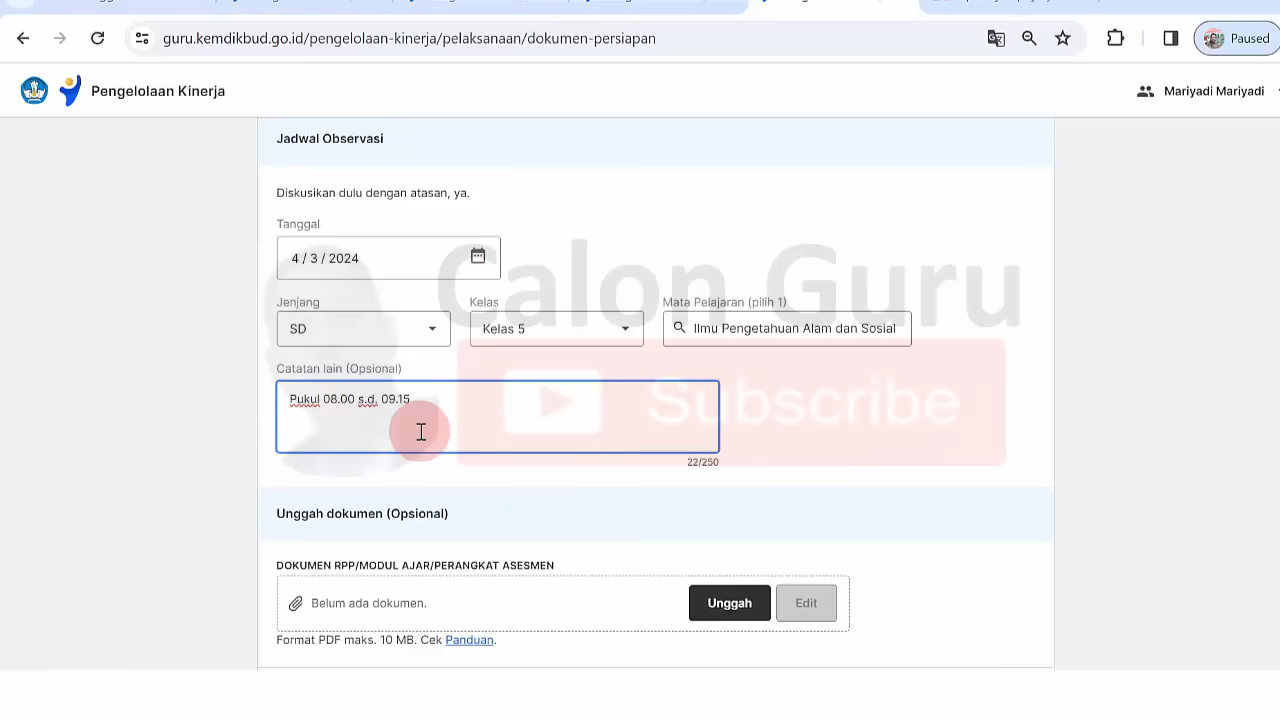 guru.kemdikbud.go.id/pengelolaan-kinerja/pelaksanaan/dokumen-persiapan
Paused
Pengelolaan Kinerja
Mariyadi Mariyadi
Jadwal Observasi
Diskusikan dulu dengan atasan, ya.
Tanggal
4 / 3 / 2024
Calon Guru
Jenjang
Kelas
Mata Pelajaran (pilih 1)
SD
Kelas 5
Ilmu Pengetahuan Alam dan Sosial
Catatan lain (Opsional)
Pukul 08.00 s.d. 09.15
Subscribe
22/250
Unggah dokumen (Opsional)
DOKUMEN RPP/MODUL AJAR/PERANGKAT ASESMEN
Belum ada dokumen.
Unggah
Edit
Format PDF maks. 10 MB. Cek Panduan.